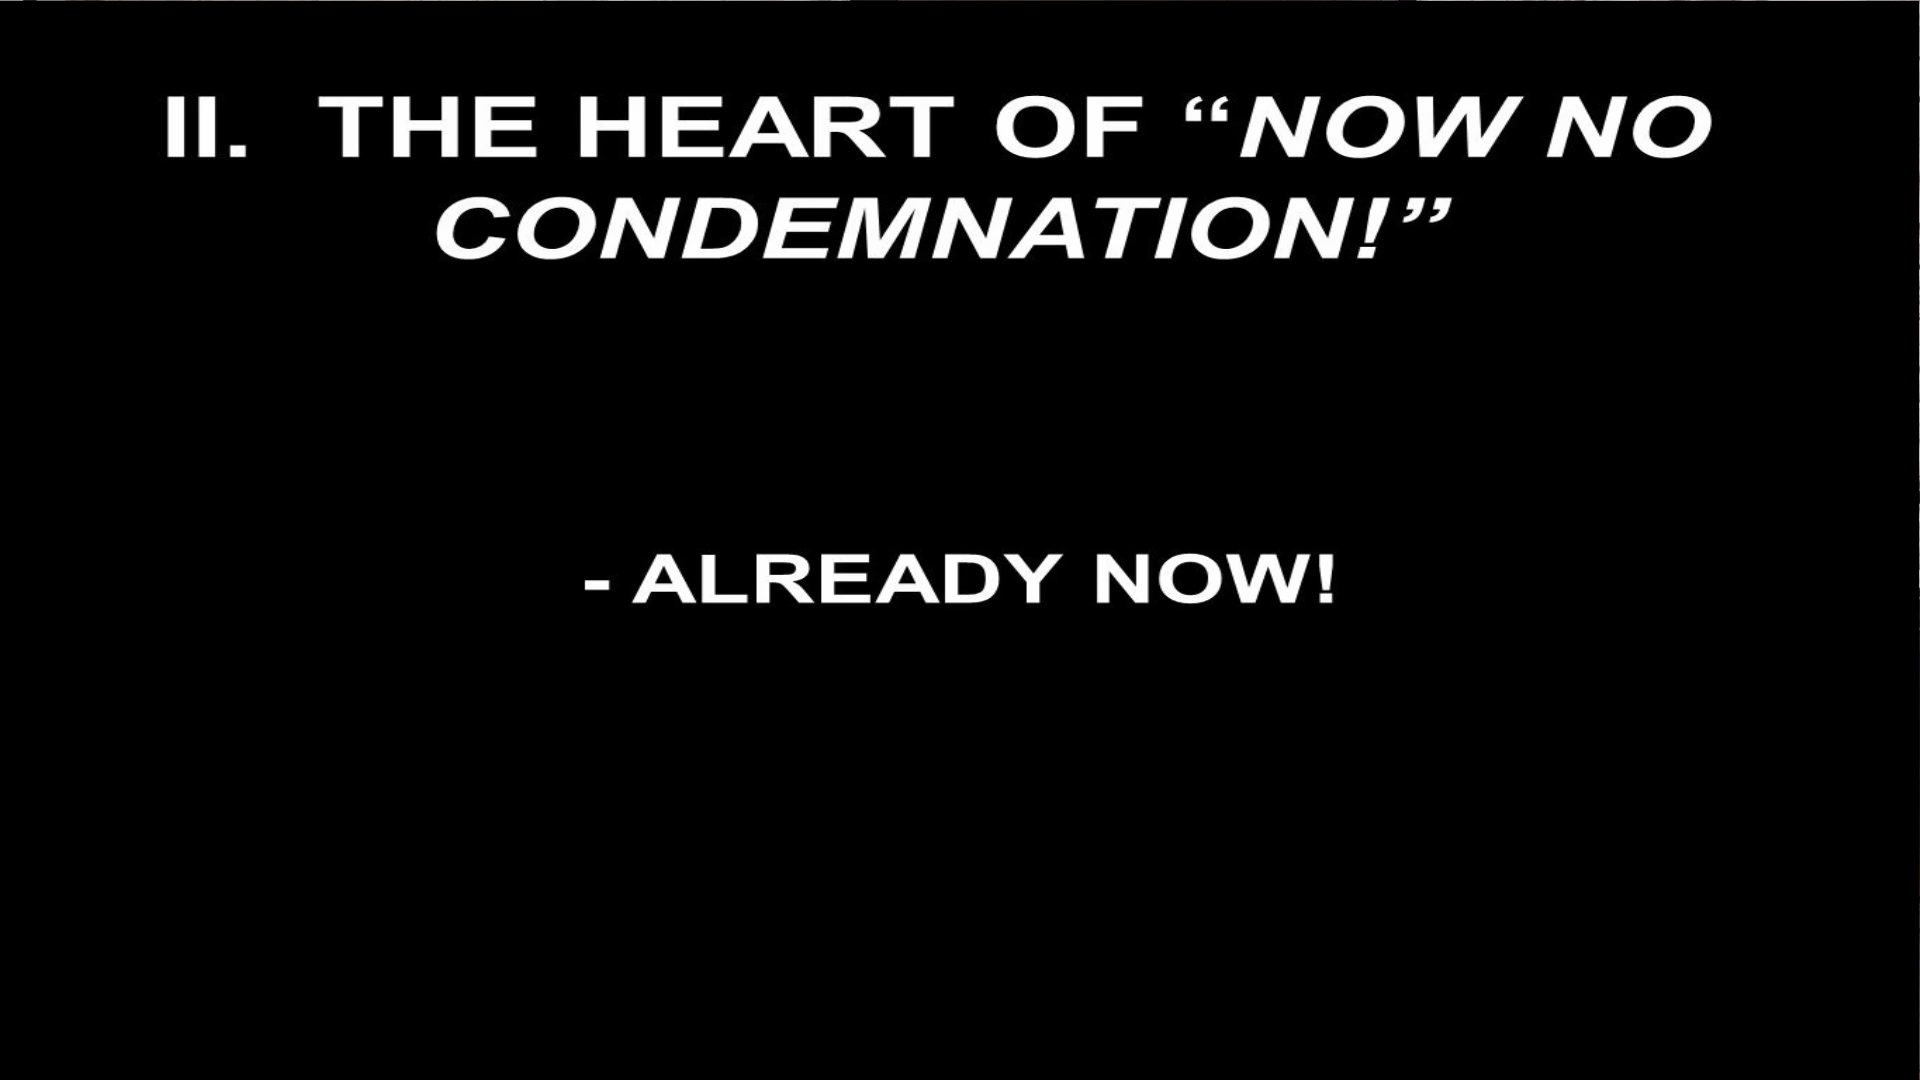 II.  THE HEART OF “NOW NO
CONDEMNATION!”
- ALREADY NOW!